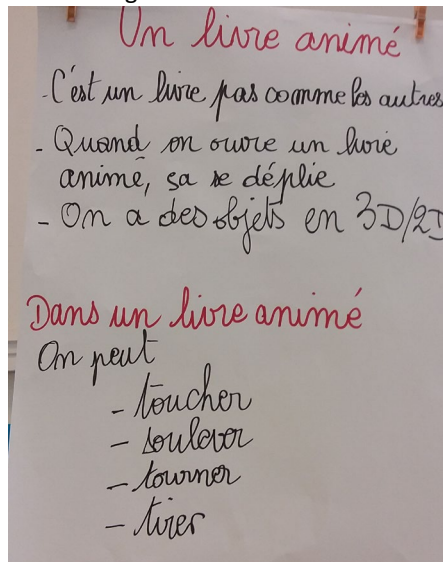 Un livre animé
- C'est un livre pas comme les autres
- Quand on ouvre un livre
animé, sa se déplie
- On a des objets en 3D/2D
Dans un livre animé
On peut
- toucher
- soulever
- tourner
- tirer